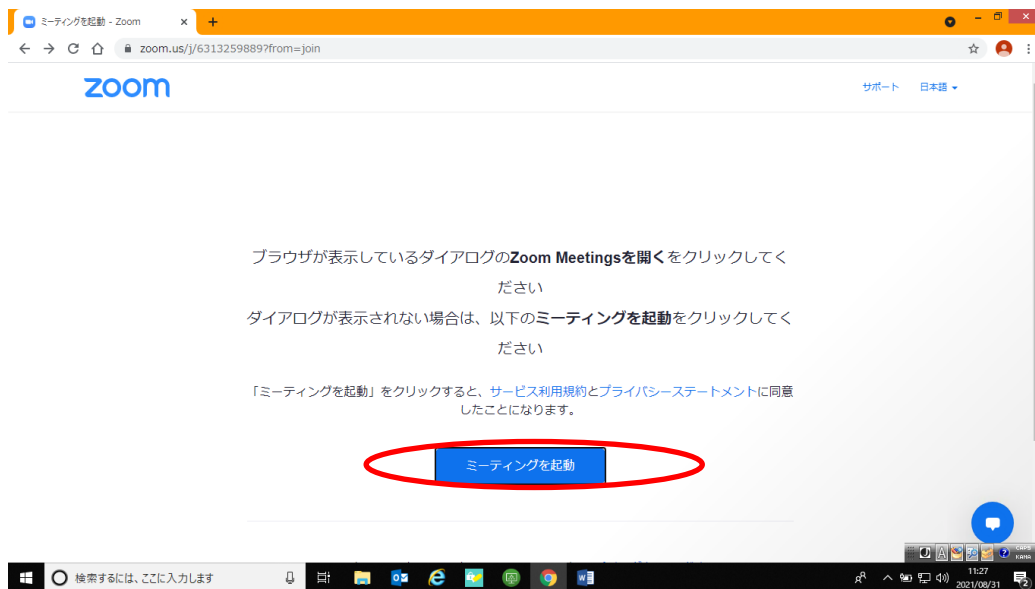 ミーティングを起動 - Zoom
zoom.us/j/6313259889?from=join
zoom
サポート 日本語
ブラウザが表示しているダイアログのZoom Meetingsを開くをクリックしてく
ださい
ダイアログが表示されない場合は、以下のミーティングを起動をクリックしてく
ださい
「ミーティングを起動」をクリックすると、サービス利用規約とプライバシーステートメントに同意
したことになります。
ミーティングを起動
A
CAPS
KANA
検索するには、ここに入力します
11:27
2021/08/31